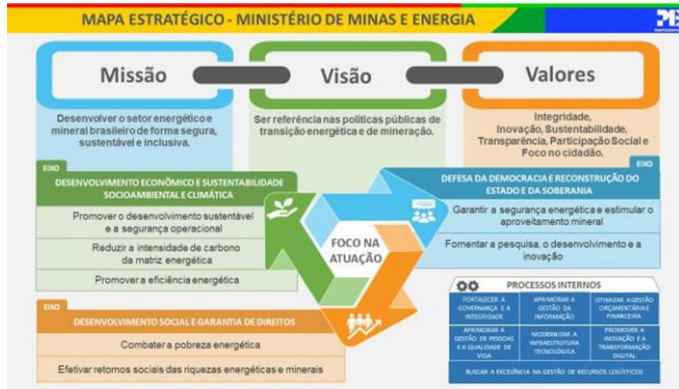 MAPA ESTRATÉGICO - MINISTÉRIO DE MINAS E ENERGIA
Missão
Visão
Valores
Desenvolver o setor energético e
mineral brasileiro de forma segura,
sustentável e inclusiva.
Ser referência nas políticas públicas de
transição energética e de mineração.
Integridade,
Inovação, Sustentabilidade,
Transparência, Participação Social e
Foco no cidadão.
EIXO
DESENVOLVIMENTO ECONÔMICO E SUSTENTABILIDADE
SOCIOAMBIENTAL E CLIMÁTICA
Promover o desenvolvimento sustentável
e a segurança operacional
Reduzir a intensidade de carbono
da matriz energética
Promover a eficiência energética
FOCO NA
ATUAÇÃO
EIXO
DEFESA DA DEMOCRACIA E RECONSTRUÇÃO DO
ESTADO E DA SOBERANIA
Garantir a segurança energética e estimular o
aproveitamento mineral
Fomentar a pesquisa, o desenvolvimento e a
inovação
EIXO
DESENVOLVIMENTO SOCIAL E GARANTIA DE DIREITOS
Combater a pobreza energética
Efetivar retornos sociais das riquezas energéticas e minerais
PROCESSOS INTERNOS
FORTALECER A
GOVERNANÇA E A
INTEGRIDADE
APRIMORAR A
GESTÃO DA
INFORMAÇÃO
OTIMIZAR A GESTÃO
ORÇAMENTÁRIA E
FINANCEIRA
APRIMORAR A
GESTÃO DE PESSOAS
E A QUALIDADE DE
VIDA
MODERNIZAR A
INFRAESTRUTURA
TECNOLÓGICA
PROMOVER A
INOVAÇÃO E A
TRANSFORMAÇÃO
DIGITAL
BUSCAR A EXCELÊNCIA NA GESTÃO DE RECURSOS LOGÍSTICOS